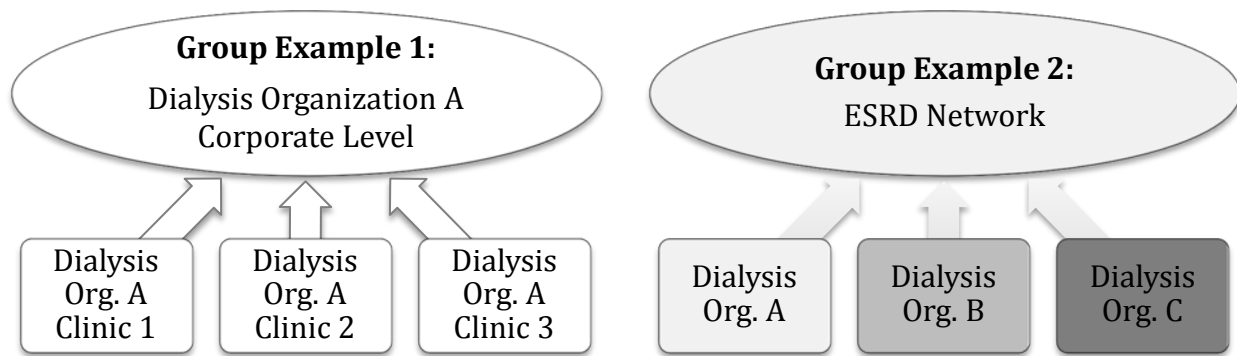 Group Example 1:
Dialysis Organization A
Corporate Level
Dialysis
Org. A
Clinic 1
Dialysis
Org. A
Clinic 2
Dialysis
Org. A
Clinic 3
Group Example 2:
ESRD Network
Dialysis
Org. A
Dialysis
Org. B
Dialysis
Org. C